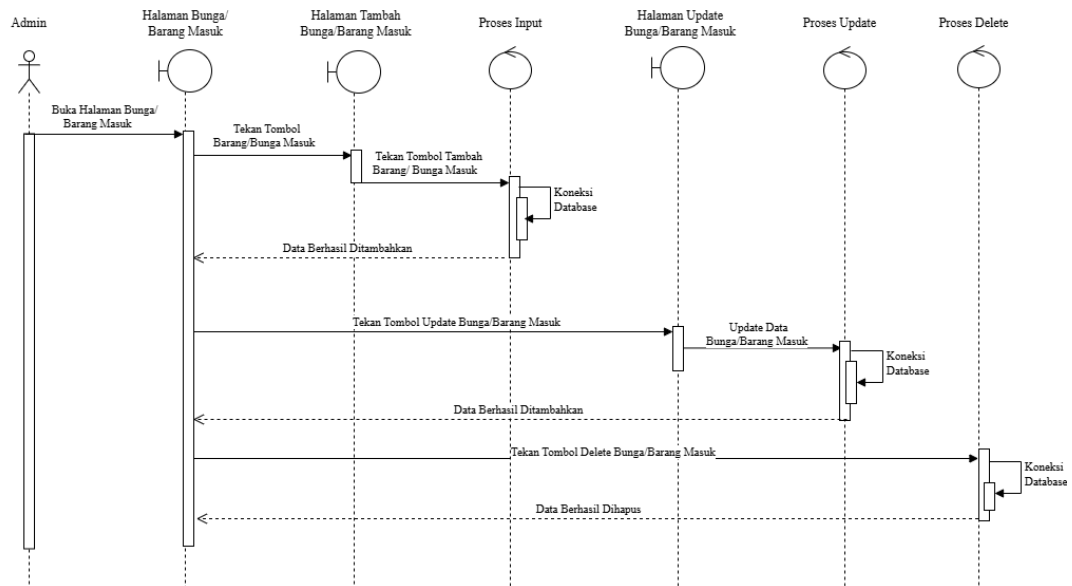 Admin
Halaman Bunga/
Barang Masuk
Halaman Tambah
Bunga/Barang Masuk
Proses Input
Halaman Update
Bunga/Barang Masuk
Proses Update
Proses Delete
Buka Halaman Bunga/
Barang Masuk
Tekan Tombol
Barang/Bunga Masuk
Tekan Tombol Tambah
Barang/ Bunga Masuk
Koneksi
Database
Data Berhasil Ditambahkan
Tekan Tombol Update Bunga/Barang Masuk
Update Data
Bunga/Barang Masuk
Koneksi
Database
Data Berhasil Ditambahkan
Tekan Tombol Delete Bunga/Barang Masuk
Koneksi
Database
Data Berhasil Dihapus